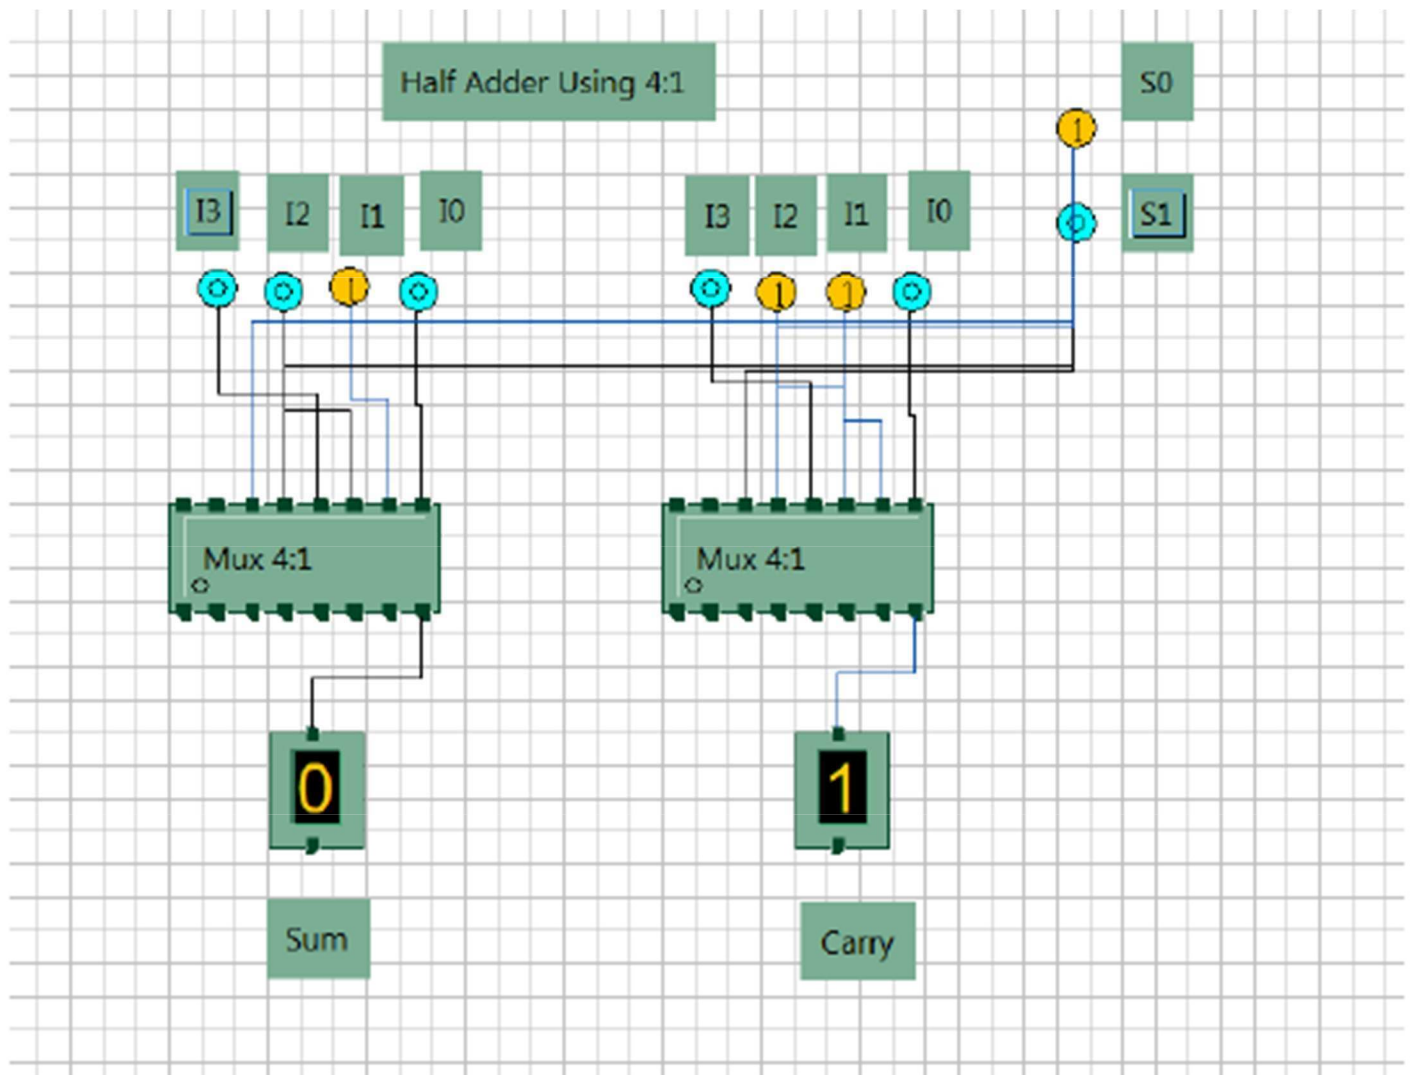 Half Adder Using 4:1
S0
1
I3 I2 I1 I0
I3 I2 I1 I0
0 S1
0 0 1 0
0 1 1 0
Mux 4:1
Mux 4:1
0
1
Sum
Carry